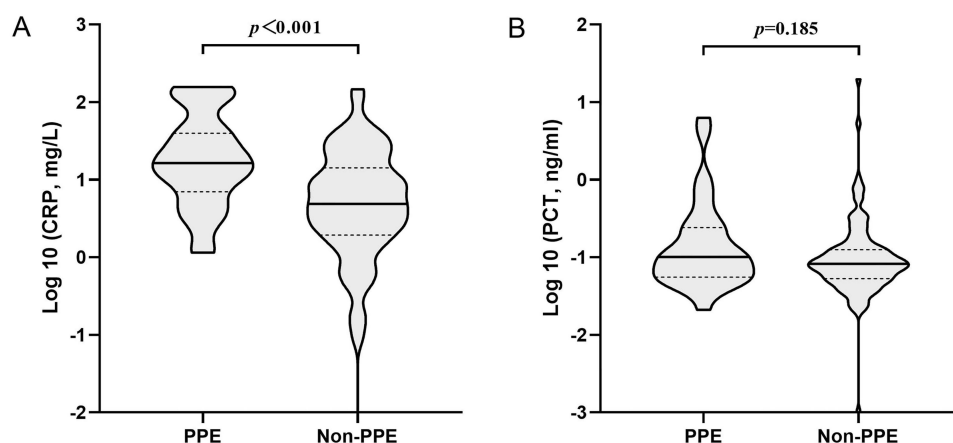 A
p<0.001
Log 10 (CRP, mg/L)
3
2
1
0
-1
-2
PPE
Non-PPE
B
p=0.185
Log 10 (PCT, ng/ml)
2
1
0
-1
-2
-3
PPE
Non-PPE